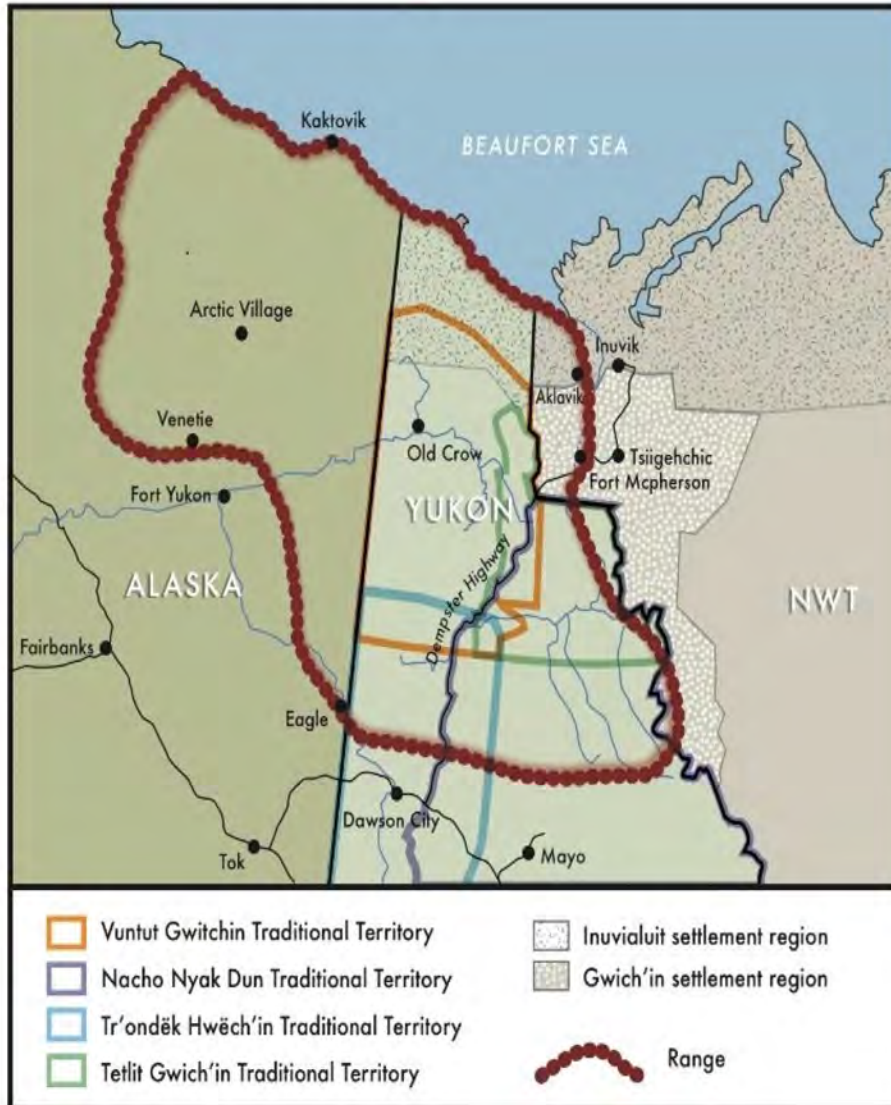 Kaktovik
BEAUFORT SEA
Arctic Village
Inuvik
Aklavik
Venetie
Old Crow
Tsiigehchic
Fort Mcpherson
Fort Yukon
YUKON
ALASKA
Dempster Highway
NWT
Fairbanks
Eagle
Dawson City
Tok
Mayo
Vuntut Gwitchin Traditional Territory
Nacho Nyak Dun Traditional Territory
Tr'ondëk Hwëch'in Traditional Territory
Tetlit Gwich'in Traditional Territory
Inuvialuit settlement region
Gwich'in settlement region
Range